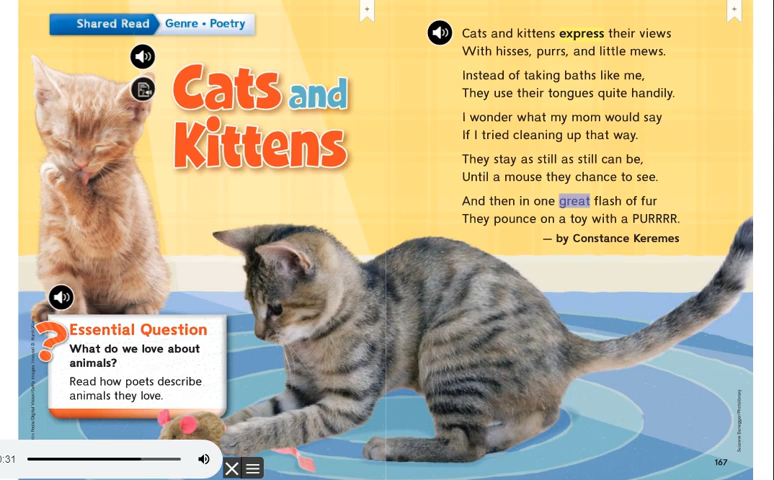 Shared Read Genre • Poetry
Cats and
Kittens
Essential Question
What do we love about
animals?
Read how poets describe
animals they love.
Cats and kittens express their views
With hisses, purrs, and little mews.
Instead of taking baths like me,
They use their tongues quite handily.
I wonder what my mom would say
If I tried cleaning up that way.
They stay as still as still can be,
Until a mouse they chance to see.
And then in one great flash of fur
They pounce on a toy with a PURRRR.
— by Constance Keremes
0:31
167